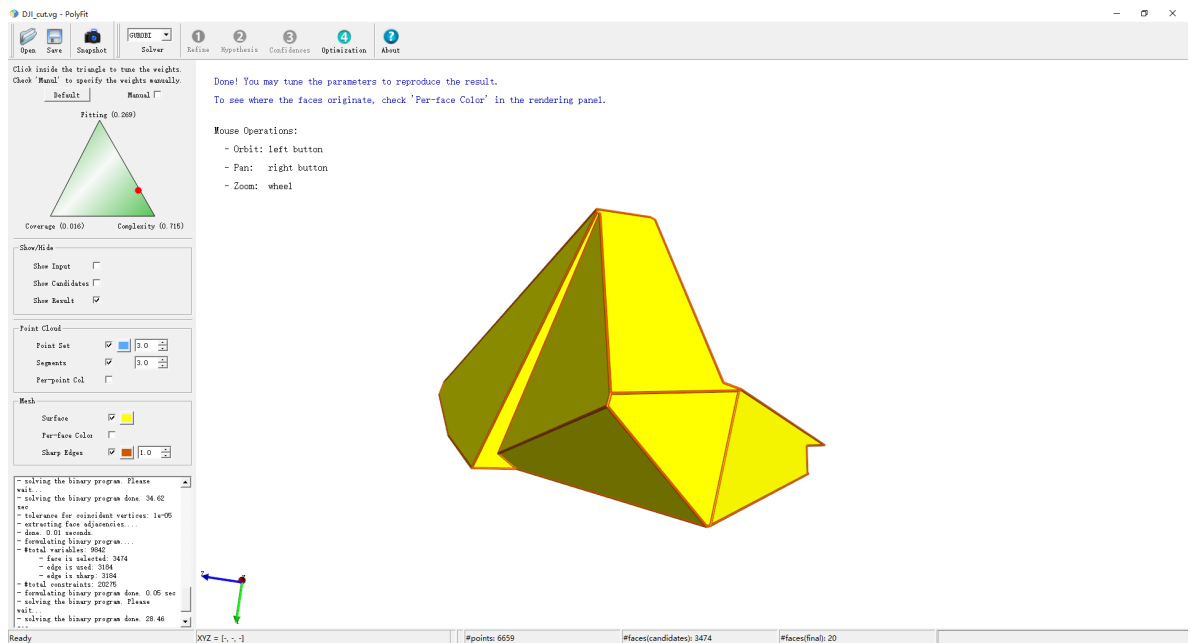 DJI_cut.vg - PolyFit
Open
Save
Snapshot
GUROBI
Solver
1
Refine
2
Hypothesis
3
Confidences
4
Optimization
?
About
Click inside the triangle to tune the weights.
Check 'Manul' to specify the weights manually.
Default
Manual
Fitting (0.269)
Coverage (0.016)
Complexity (0.715)
Show/Hide
Show Input
Show Candidates
Show Result
Point Cloud
Point Set
3.0
Segments
3.0
Per-point Col
Mesh
Surface
Per-face Color
Sharp Edges
1.0
- solving the binary program. Please
wait...
- solving the binary program done. 34.62
sec
- tolerance for coincident vertices: 1e-05
- extracting face adjacencies....
- done. 0.01 seconds.
- formulating binary program....
- #total variables: 9842
- face is selected: 3474
- edge is used: 3184
- edge is sharp: 3184
- #total constraints: 20275
- formulating binary program done. 0.05 sec
- solving the binary program. Please
wait...
- solving the binary program done. 28.46
Done! You may tune the parameters to reproduce the result.
To see where the faces originate, check 'Per-face Color' in the rendering panel.
Mouse Operations:
- Orbit: left button
- Pan: right button
- Zoom: wheel
Ready
XYZ = [-, -, -]
#points: 6659
#faces(candidates): 3474
#faces(final): 20